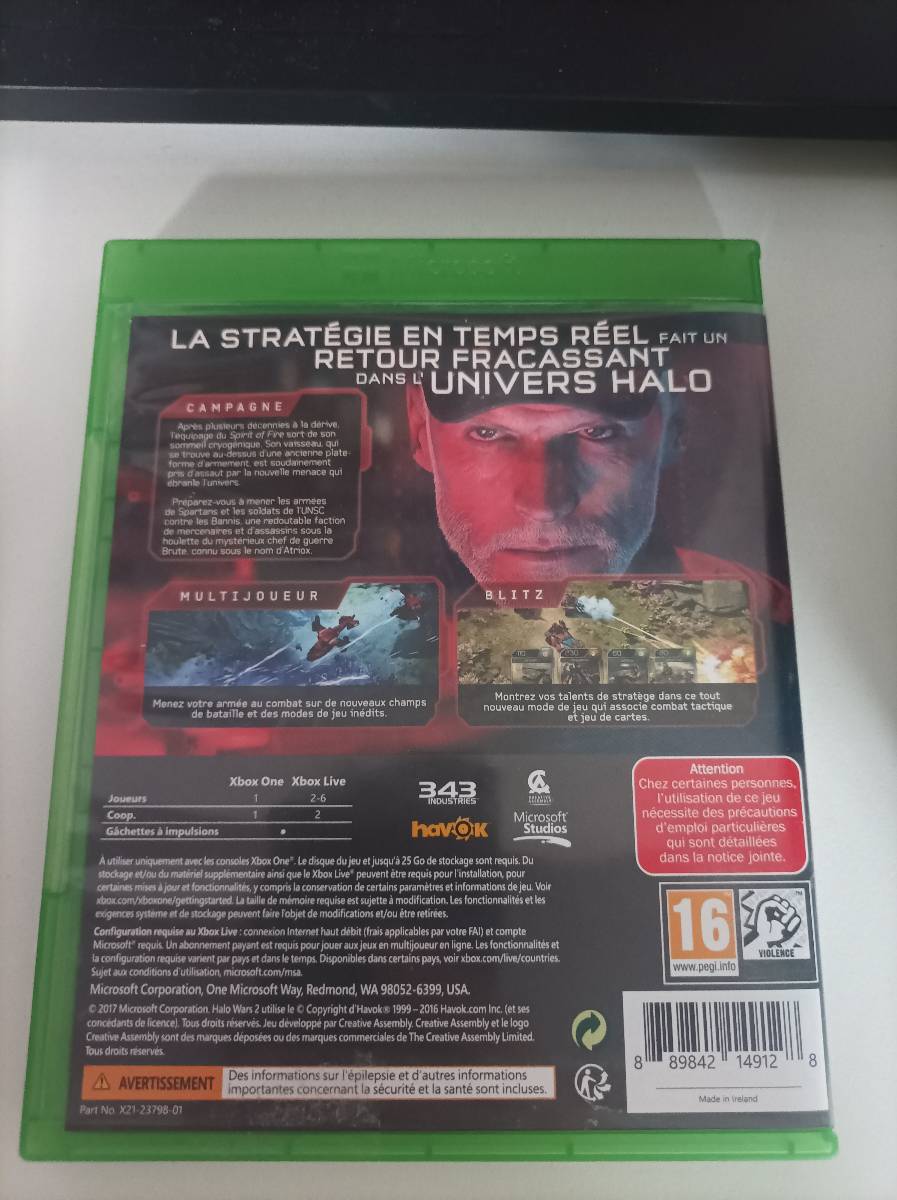 LA STRATÉGIE EN TEMPS RÉEL FAIT UN
RETOUR FRACASSANT
DANS L'UNIVERS HALO
CAMPAGNE
Après plusieurs décennies à la dérive,
l'équipage du Spirit of Fire sort de son
sommeil cryogénique. Son vaisseau, qui
se trouve au-dessus d'une ancienne plate-
forme d'armement, est soudainement
pris d'assaut par la nouvelle menace qui
ébranle l'univers.
Préparez-vous à mener les armées
de Spartans et les soldats de l'UNSC
contre les Bannis, une redoutable faction
de mercenaires et d'assassins sous la
houlette du mystérieux chef de guerre
Brute, connu sous le nom d'Atriox.
MULTIJOUEUR
Menez votre armée au combat sur de nouveaux champs
de bataille et des modes de jeu inédits.
BLITZ
Montrez vos talents de stratège dans ce tout
nouveau mode de jeu qui associe combat tactique
et jeu de cartes.
Xbox One Xbox Live
Joueurs 1 2-6
Coop. 1 2
Gâchettes à impulsions •
343
INDUSTRIES
CREATIVE
ASSEMBLY
havok
Microsoft
Studios
Attention
Chez certaines personnes,
l'utilisation de ce jeu
nécessite des précautions
d'emploi particulières
qui sont détaillées
dans la notice jointe.
À utiliser uniquement avec les consoles Xbox One®. Le disque du jeu et jusqu'à 25 Go de stockage sont requis. Du
stockage et/ou du matériel supplémentaire ainsi que le Xbox Live® peuvent être requis pour l'installation, pour
certaines mises à jour et fonctionnalités, y compris la conservation de certains paramètres et informations de jeu. Voir
xbox.com/xboxone/gettingstarted. La taille de mémoire requise est sujette à modification. Les fonctionnalités et les
exigences système et de stockage peuvent faire l'objet de modifications et/ou être retirées.
Configuration requise au Xbox Live : connexion Internet haut débit (frais applicables par votre FAI) et compte
Microsoft® requis. Un abonnement payant est requis pour jouer aux jeux en multijoueur en ligne. Les fonctionnalités et
la configuration requise varient par pays et dans le temps. Disponibles dans certains pays, voir xbox.com/live/countries.
Sujet aux conditions d'utilisation, microsoft.com/msa.
Microsoft Corporation, One Microsoft Way, Redmond, WA 98052-6399, USA.
© 2017 Microsoft Corporation. Halo Wars 2 utilise le © Copyright d'Havok® 1999 – 2016 Havok.com Inc. (et ses
concédants de licence). Tous droits réservés. Jeu développé par Creative Assembly. Creative Assembly et le logo
Creative Assembly sont des marques déposées ou des marques commerciales de The Creative Assembly Limited.
Tous droits réservés.
16
www.pegi.info
VIOLENCE
AVERTISSEMENT
Des informations sur l'épilepsie et d'autres informations
importantes concernant la sécurité et la santé sont incluses.
Part No. X21-23798-01
8 89842 14912 8
Made in Ireland